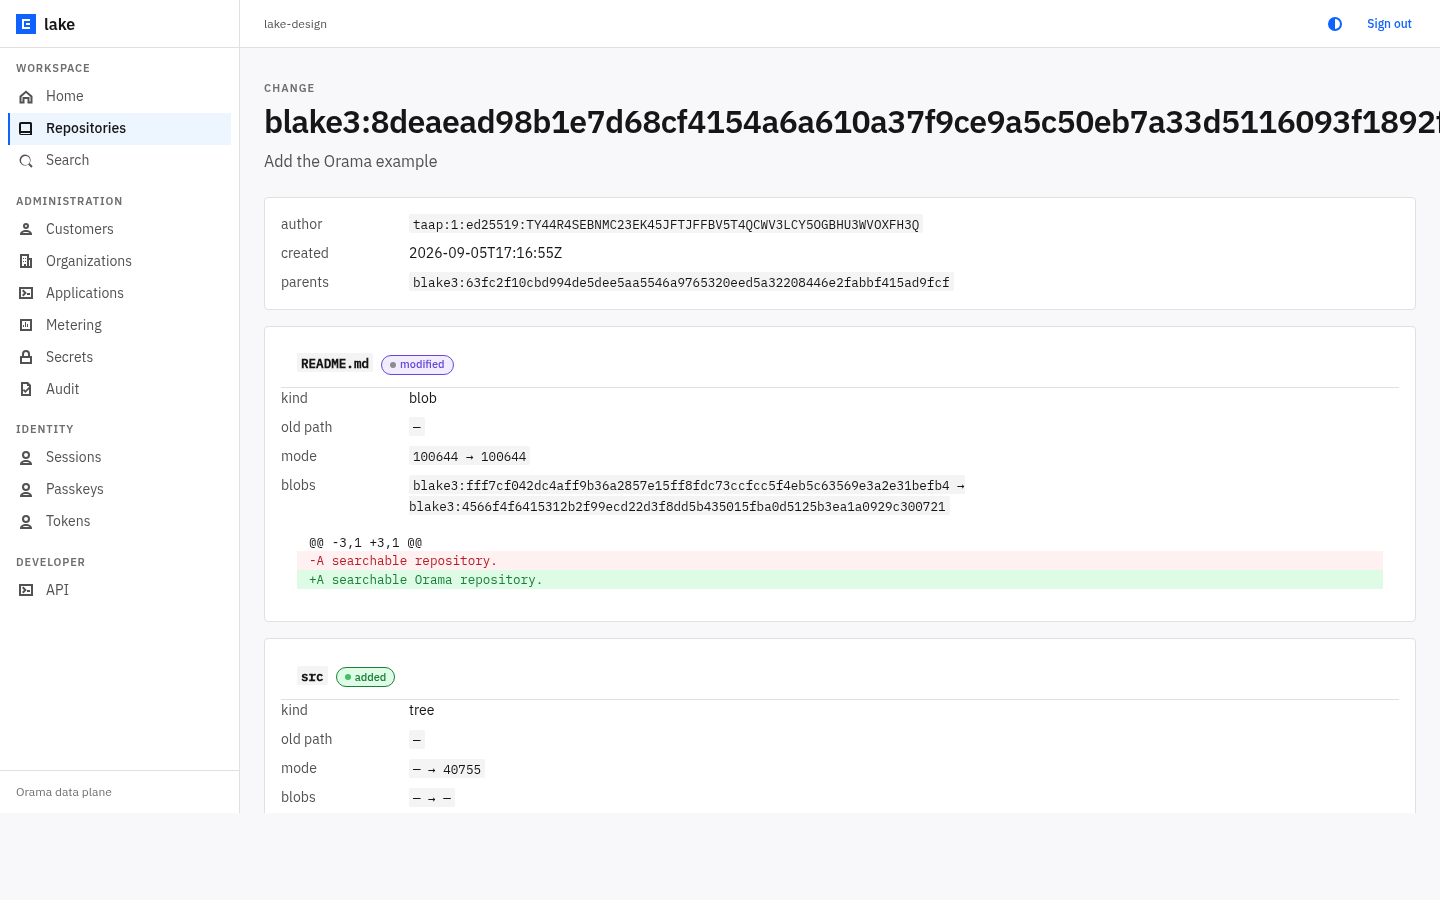 lake
lake-design
Sign out
WORKSPACE
Home
Repositories
Search
ADMINISTRATION
Customers
Organizations
Applications
Metering
Secrets
Audit
IDENTITY
Sessions
Passkeys
Tokens
DEVELOPER
API
Orama data plane
CHANGE
blake3:8deaead98b1e7d68cf4154a6a610a37f9ce9a5c50eb7a33d5116093f1892f
Add the Orama example
author taap:1:ed25519:TY44R4SEBNMC23EK45JFTJFFBV5T4QCWV3LCY5OGBHU3WVOXFH3Q
created 2026-09-05T17:16:55Z
parents blake3:63fc2f10cbd994de5dee5aa5546a9765320eed5a32208446e2fabbf415ad9fcf
README.md modified
kind blob
old path —
mode 100644 → 100644
blobs blake3:fff7cf042dc4aff9b36a2857e15ff8fdc73ccfcc5f4eb5c63569e3a2e31befb4 →
blake3:4566f4f6415312b2f99ecd22d3f8dd5b435015fba0d5125b3ea1a0929c300721
@@ -3,1 +3,1 @@
-A searchable repository.
+A searchable Orama repository.
src added
kind tree
old path —
mode — → 40755
blobs — → —